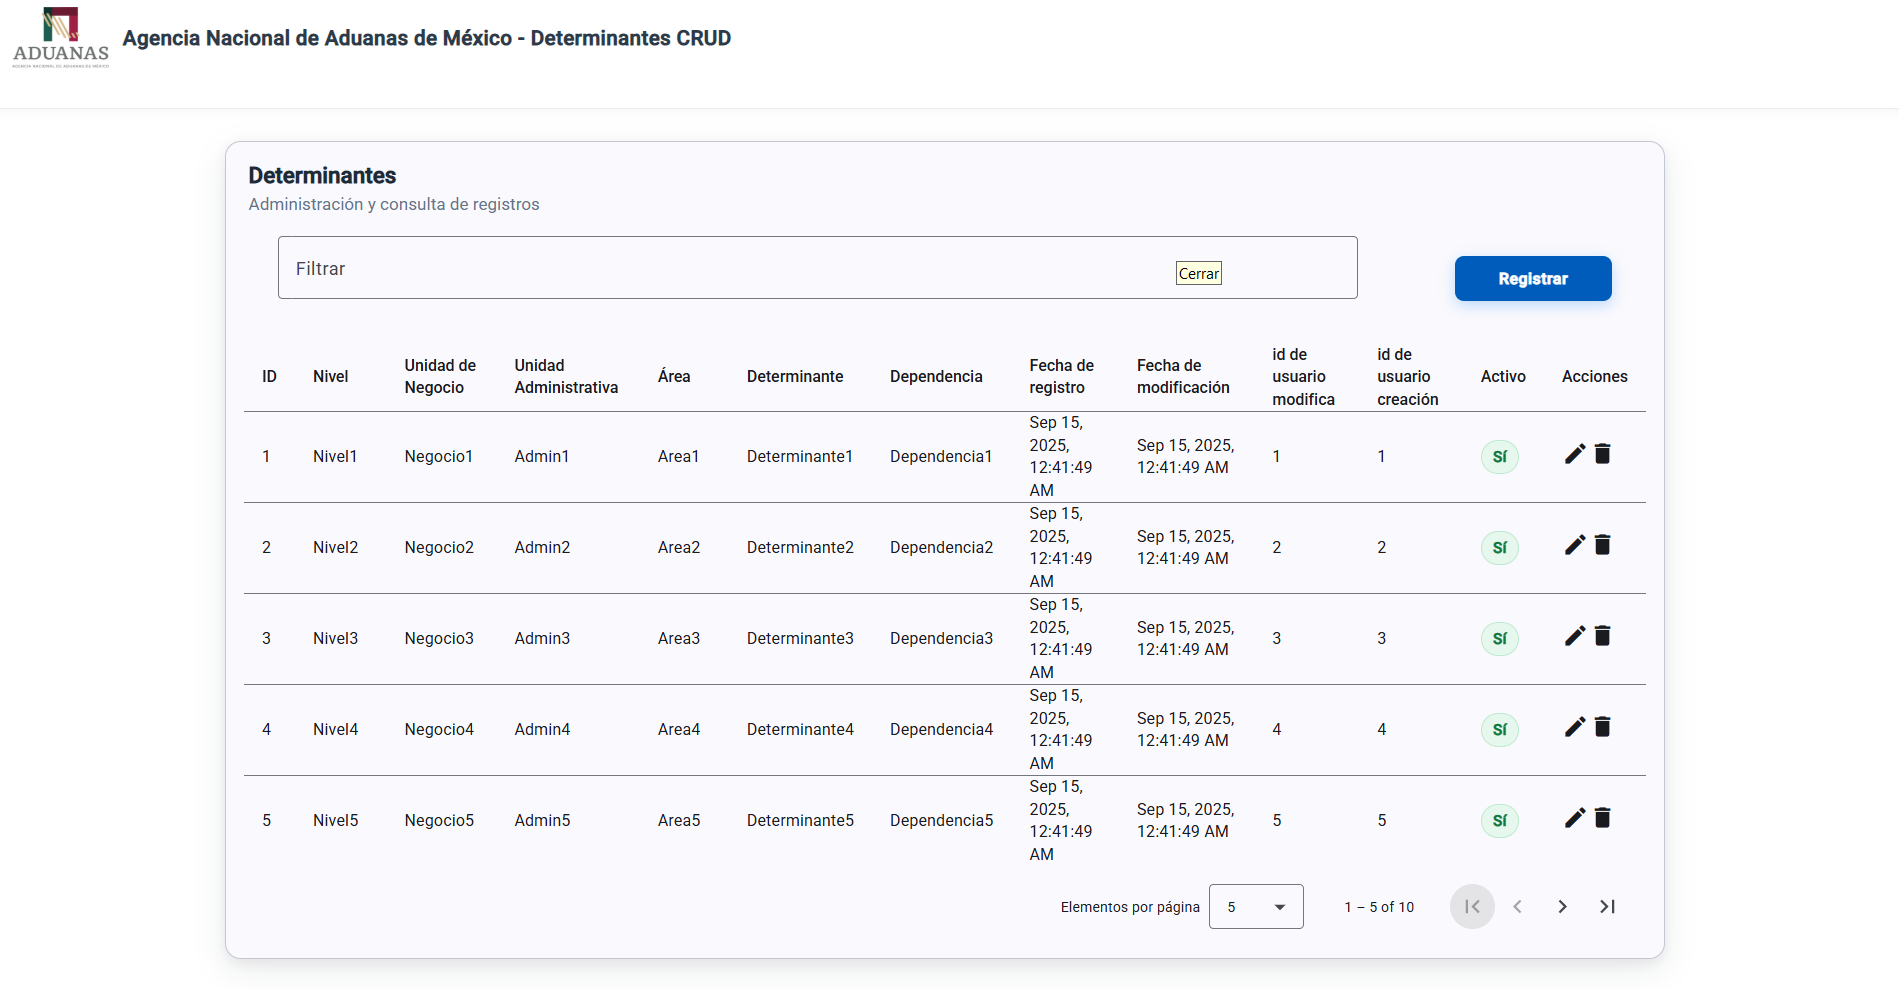 ADUANAS
AGENCIA NACIONAL DE ADUANAS DE MÉXICO
Agencia Nacional de Aduanas de México - Determinantes CRUD
Determinantes
Administración y consulta de registros
Filtrar
Cerrar
Registrar
ID Nivel Unidad de Negocio Unidad Administrativa Área Determinante Dependencia Fecha de registro Fecha de modificación id de usuario modifica id de usuario creación Activo Acciones
1 Nivel1 Negocio1 Admin1 Area1 Determinante1 Dependencia1 Sep 15, 2025, 12:41:49 AM Sep 15, 2025, 12:41:49 AM 1 1 Sí
2 Nivel2 Negocio2 Admin2 Area2 Determinante2 Dependencia2 Sep 15, 2025, 12:41:49 AM Sep 15, 2025, 12:41:49 AM 2 2 Sí
3 Nivel3 Negocio3 Admin3 Area3 Determinante3 Dependencia3 Sep 15, 2025, 12:41:49 AM Sep 15, 2025, 12:41:49 AM 3 3 Sí
4 Nivel4 Negocio4 Admin4 Area4 Determinante4 Dependencia4 Sep 15, 2025, 12:41:49 AM Sep 15, 2025, 12:41:49 AM 4 4 Sí
5 Nivel5 Negocio5 Admin5 Area5 Determinante5 Dependencia5 Sep 15, 2025, 12:41:49 AM Sep 15, 2025, 12:41:49 AM 5 5 Sí
Elementos por página 5 1 – 5 of 10